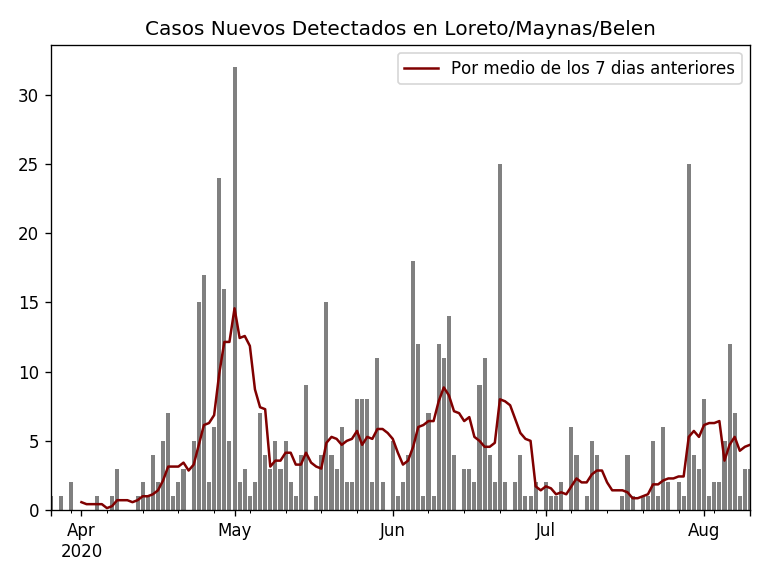 Casos Nuevos Detectados en Loreto/Maynas/Belen
Por medio de los 7 dias anteriores
30
25
20
15
10
5
0
Apr May Jun Jul Aug
2020